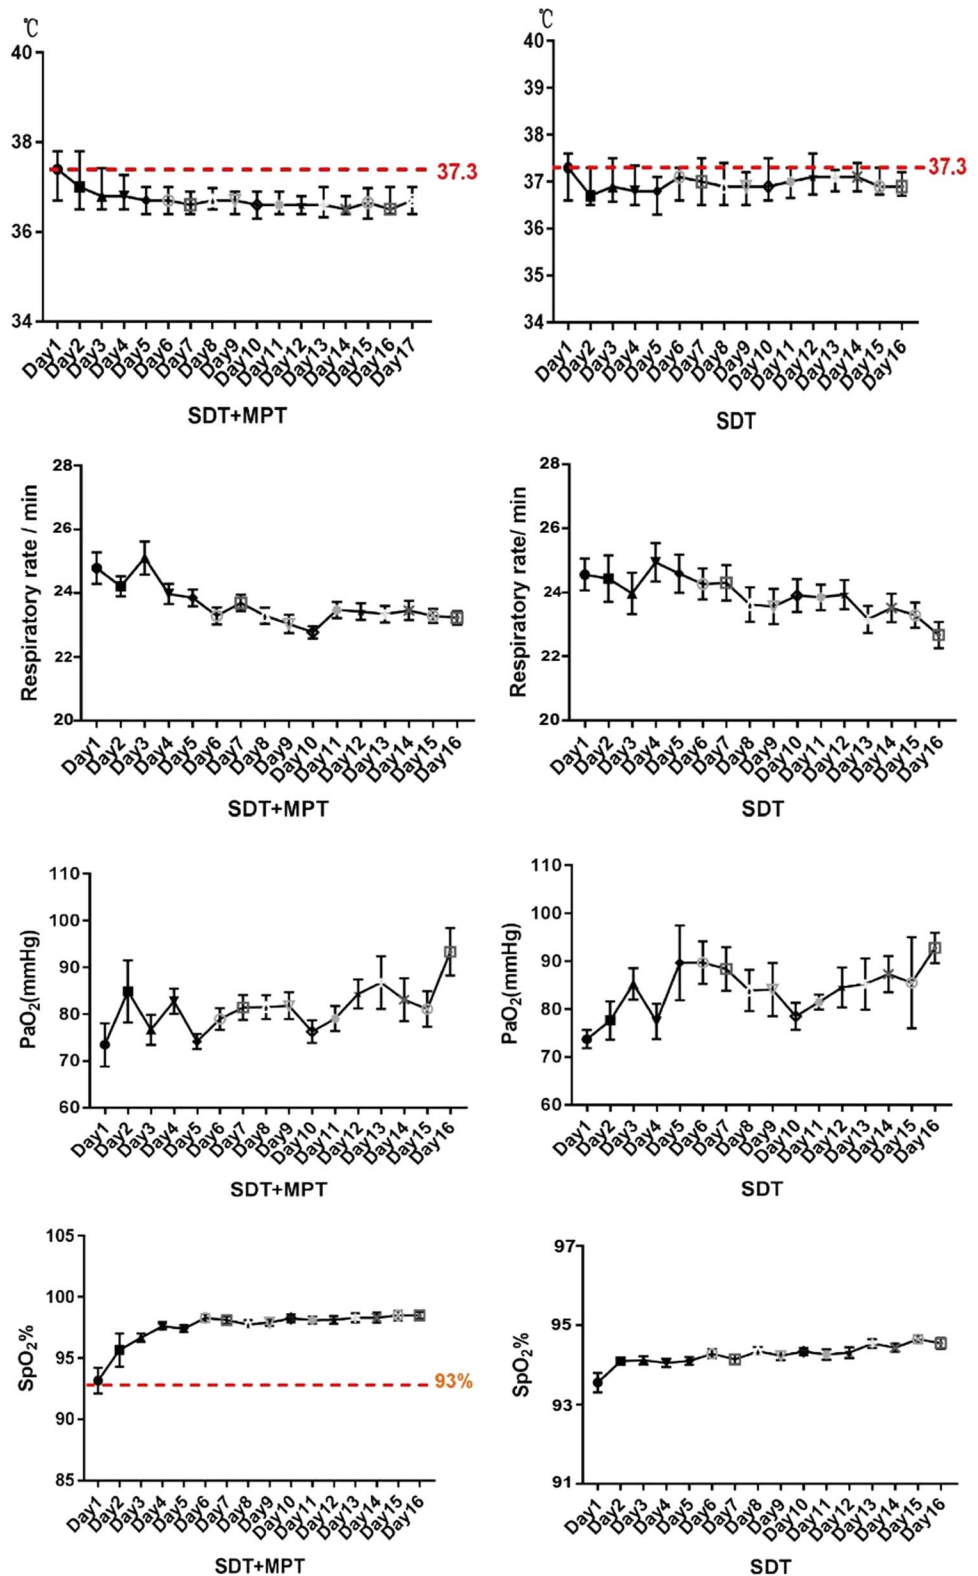 ℃
40
38
36
34
37.3
Day1
Day2
Day3
Day4
Day5
Day6
Day7
Day8
Day9
Day10
Day11
Day12
Day13
Day14
Day15
Day16
Day17
SDT+MPT
℃
40
39
38
37
36
35
34
37.3
Day1
Day2
Day3
Day4
Day5
Day6
Day7
Day8
Day9
Day10
Day11
Day12
Day13
Day14
Day15
Day16
SDT
Respiratory rate / min
28
26
24
22
20
Day1
Day2
Day3
Day4
Day5
Day6
Day7
Day8
Day9
Day10
Day11
Day12
Day13
Day14
Day15
Day16
SDT+MPT
Respiratory rate/ min
28
26
24
22
20
Day1
Day2
Day3
Day4
Day5
Day6
Day7
Day8
Day9
Day10
Day11
Day12
Day13
Day14
Day15
Day16
SDT
PaO₂(mmHg)
110
100
90
80
70
60
Day1
Day2
Day3
Day4
Day5
Day6
Day7
Day8
Day9
Day10
Day11
Day12
Day13
Day14
Day15
Day16
SDT+MPT
PaO₂(mmHg)
110
100
90
80
70
60
Day1
Day2
Day3
Day4
Day5
Day6
Day7
Day8
Day9
Day10
Day11
Day12
Day13
Day14
Day15
Day16
SDT
SpO₂%
105
100
95
90
85
93%
Day1
Day2
Day3
Day4
Day5
Day6
Day7
Day8
Day9
Day10
Day11
Day12
Day13
Day14
Day15
Day16
SDT+MPT
SpO₂%
97
95
93
91
Day1
Day2
Day3
Day4
Day5
Day6
Day7
Day8
Day9
Day10
Day11
Day12
Day13
Day14
Day15
Day16
SDT